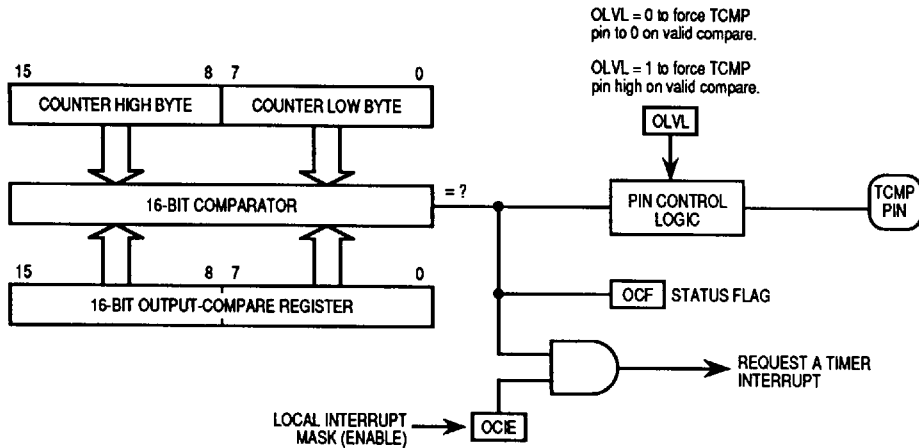 OLVL = 0 to force TCMP
pin to 0 on valid compare.
OLVL = 1 to force TCMP
pin high on valid compare.
15 8 7 0
COUNTER HIGH BYTE COUNTER LOW BYTE
OLVL
16-BIT COMPARATOR
= ?
PIN CONTROL
LOGIC
TCMP
PIN
15 8 7 0
16-BIT OUTPUT-COMPARE REGISTER
OCF STATUS FLAG
REQUEST A TIMER
INTERRUPT
LOCAL INTERRUPT
MASK (ENABLE)
OCIE